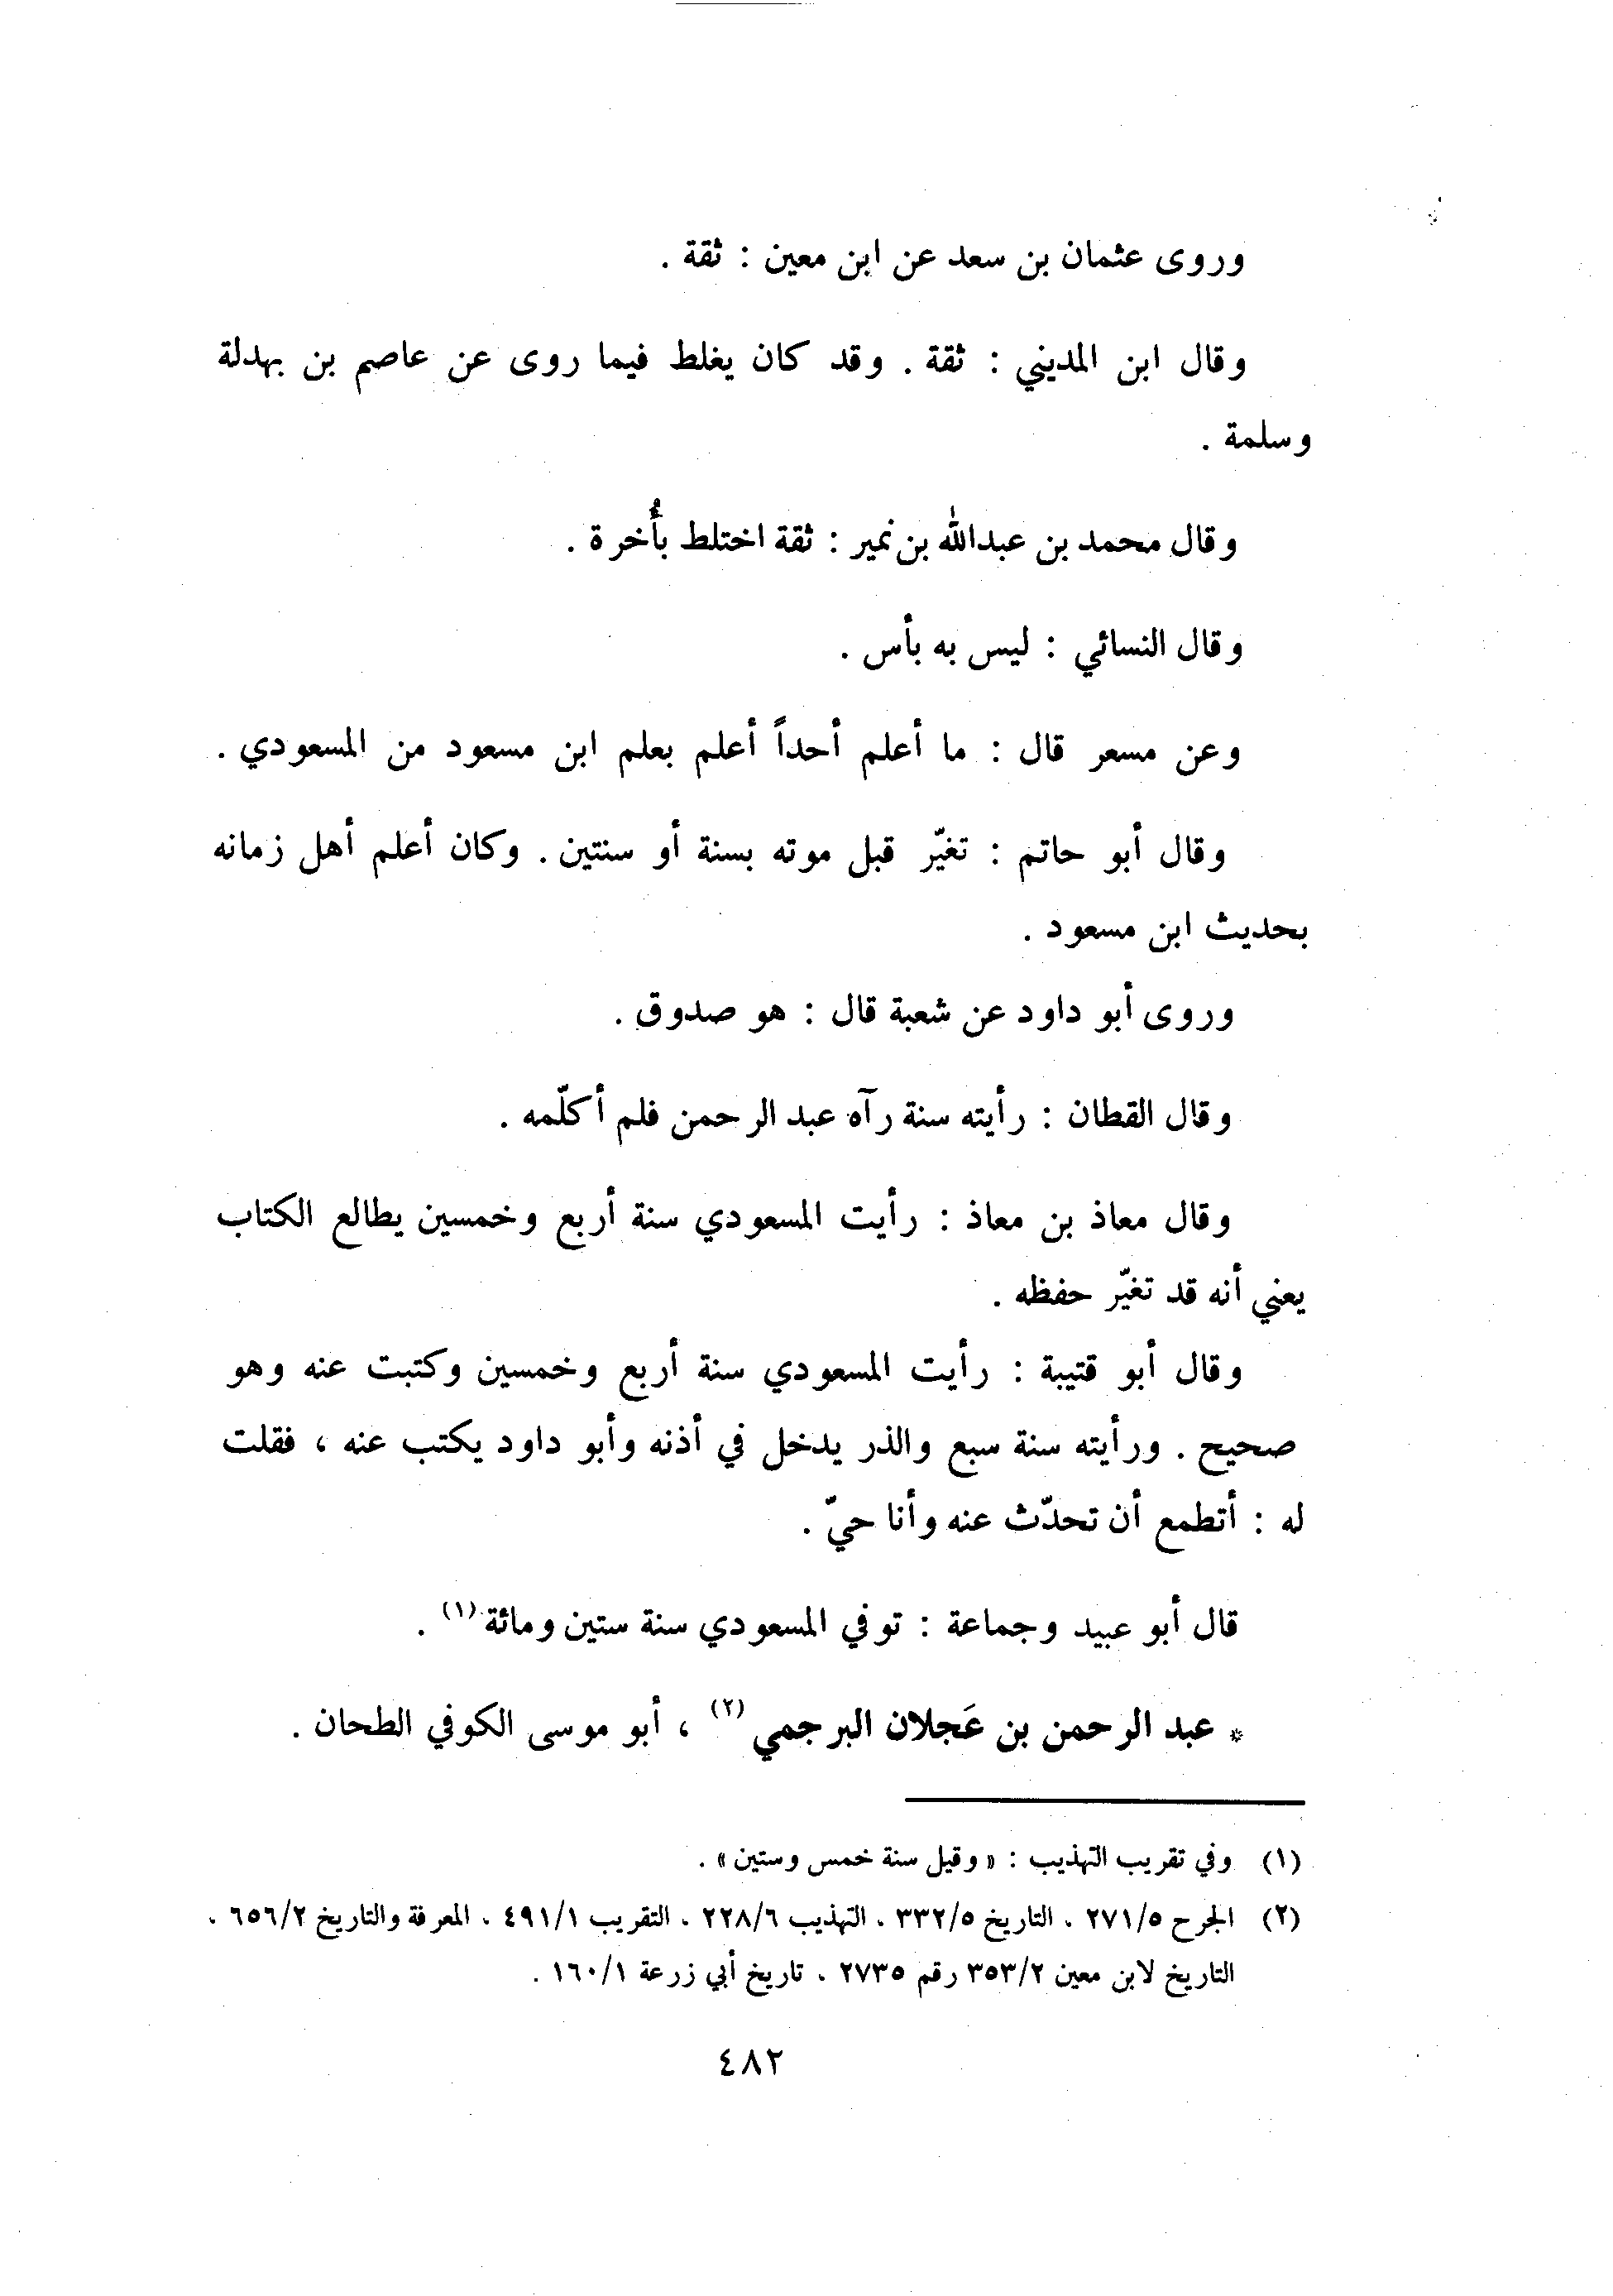 وروى عثمان بن سعد عن ابن معين : ثقة .
وقال ابن المديني : ثقة . وقد كان يغلط فيما روى عن عاصم بن بهدلة
وسلمة .
وقال محمد بن عبدالله بن نمير : ثقة اختلط بأُخرة .
وقال النسائي : ليس به بأس .
وعن مسعر قال : ما أعلم أحداً أعلم بعلم ابن مسعود من المسعودي .
وقال أبو حاتم : تغيّر قبل موته بسنة أو سنتين . وكان أعلم أهل زمانه
بحديث ابن مسعود .
وروى أبو داود عن شعبة قال : هو صدوق .
وقال القطان : رأيته سنة رآه عبد الرحمن فلم أكلّمه .
وقال معاذ بن معاذ : رأيت المسعودي سنة أربع وخمسين يطالع الكتاب
يعني أنه قد تغيّر حفظه .
وقال أبو قتيبة : رأيت المسعودي سنة أربع وخمسين وكتبت عنه وهو
صحيح . ورأيته سنة سبع والذر يدخل في أذنه وأبو داود يكتب عنه ، فقلت
له : أتطمع أن تحدّث عنه وأنا حيّ .
قال أبو عبيد وجماعة : توفي المسعودي سنة ستين ومائة (١) .
* عبد الرحمن بن عَجلان البرجمي (٢) ، أبو موسى الكوفي الطحان .
(١) وفي تقريب التهذيب : « وقيل سنة خمس وستين » .
(٢) الجرح ٢٧١/٥ ، التاريخ ٣٣٢/٥ ، التهذيب ٢٢٨/٦ ، التقريب ٤٩١/١ ، المعرفة والتاريخ ٦٥٦/٢ ،
التاريخ لابن معين ٣٥٣/٢ رقم ٢٧٣٥ ، تاريخ أبي زرعة ١٦٠/١ .
٤٨٢